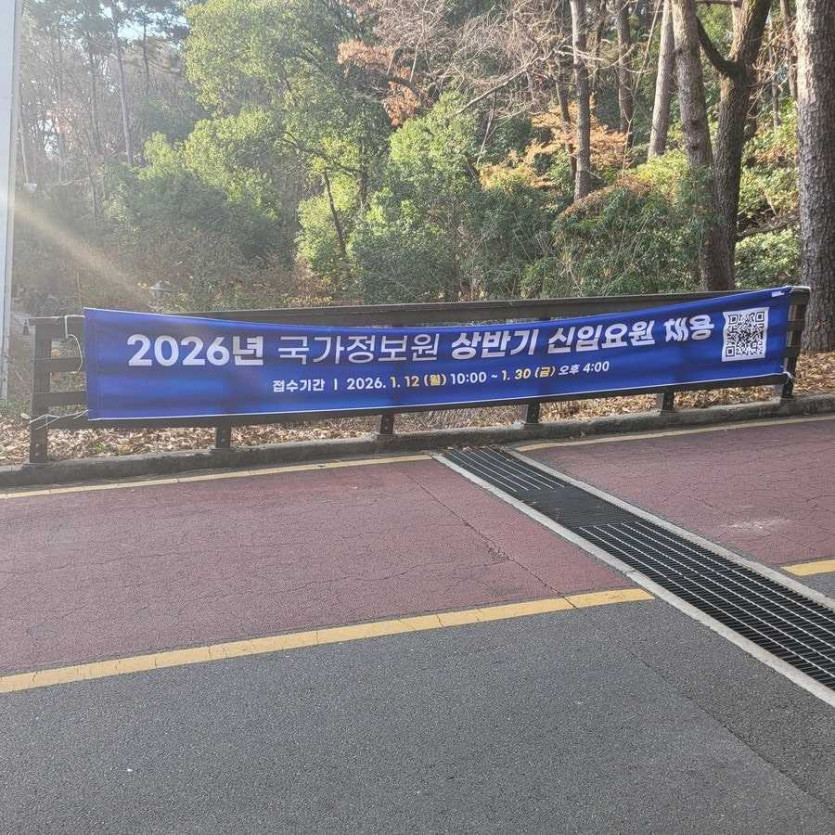 2026년 국가정보원 상반기 신입요원 채용
접수기간 | 2026. 1. 12 (월) 10:00 ~ 1. 30 (금) 오후 4:00